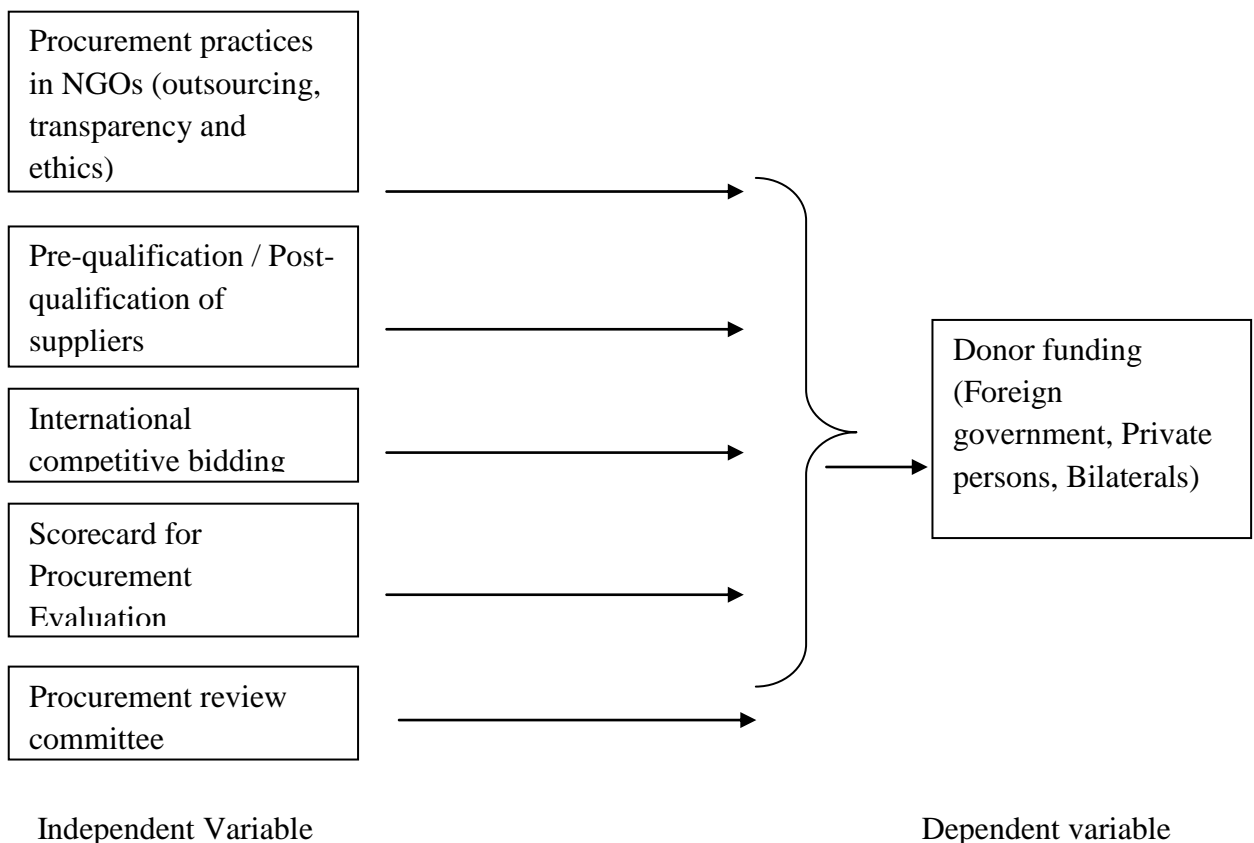 Procurement practices
in NGOs (outsourcing,
transparency and
ethics)
Pre-qualification / Post-
qualification of
suppliers
International
competitive bidding
Scorecard for
Procurement
Evaluation
Procurement review
committee
Donor funding
(Foreign
government, Private
persons, Bilaterals)
Independent Variable
Dependent variable